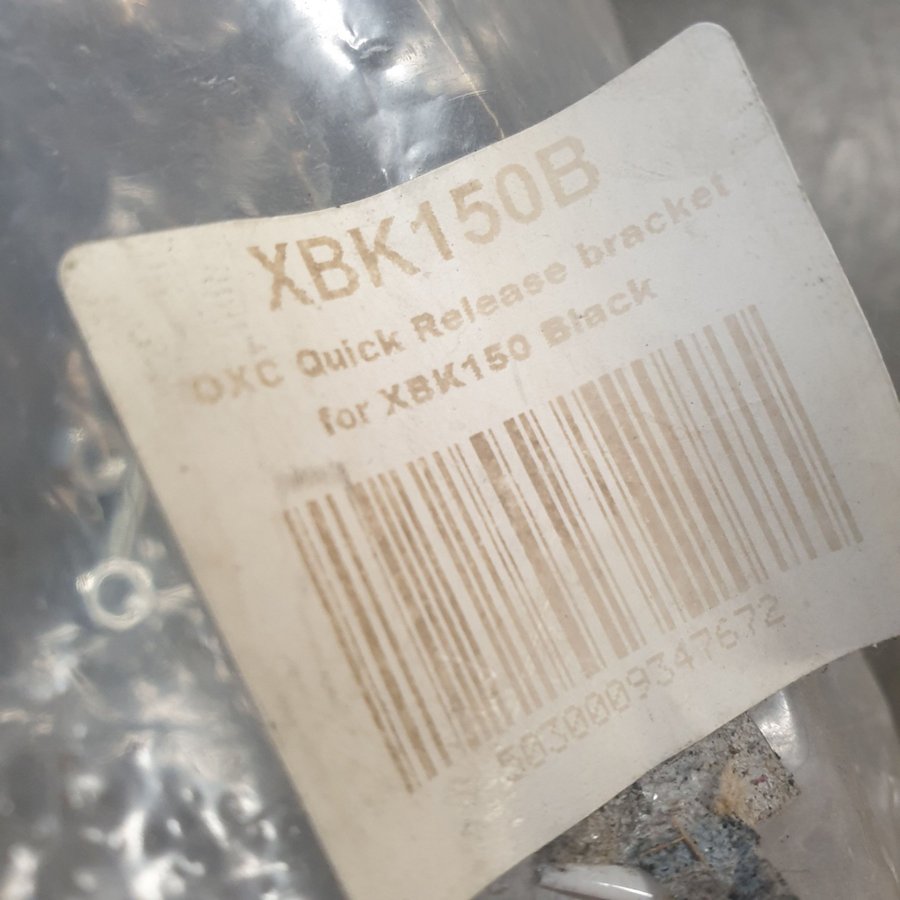 XBK150B
OXC Quick Release bracket
for XBK150 Black
5030009347672